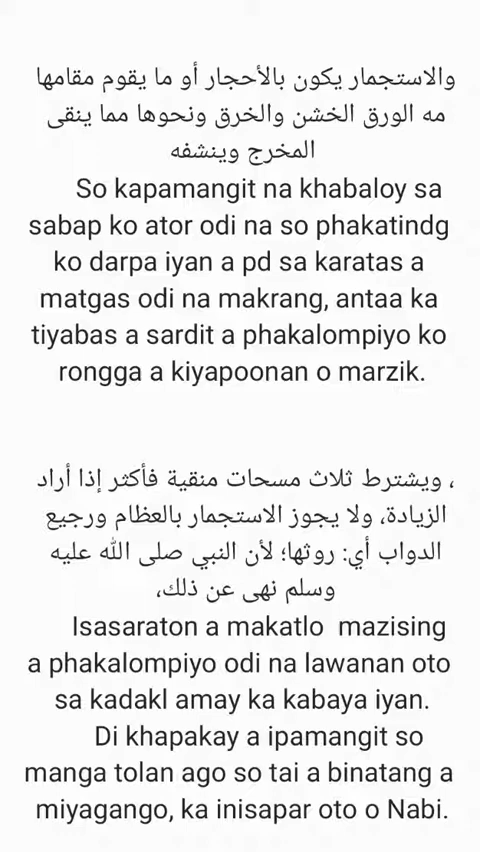 والاستجمار يكون بالأحجار أو ما يقوم مقامها
مه الورق الخشن والخرق ونحوها مما ينقى
المخرج وينشفه
So kapamangit na khabaloy sa
sabap ko ator odi na so phakatindg
ko darpa iyan a pd sa karatas a
matgas odi na makrang, antaa ka
tiyabas a sardit a phakalompiyo ko
rongga a kiyapoonan o marzik.
، ويشترط ثلاث مسحات منقية فأكثر إذا أراد
الزيادة، ولا يجوز الاستجمار بالعظام ورجيع
الدواب أي: روثها؛ لأن النبي صلى الله عليه
وسلم نهى عن ذلك،
Isasaraton a makatlo mazising
a phakalompiyo odi na lawanan oto
sa kadakl amay ka kabaya iyan.
Di khapakay a ipamangit so
manga tolan ago so tai a binatang a
miyagango, ka inisapar oto o Nabi.